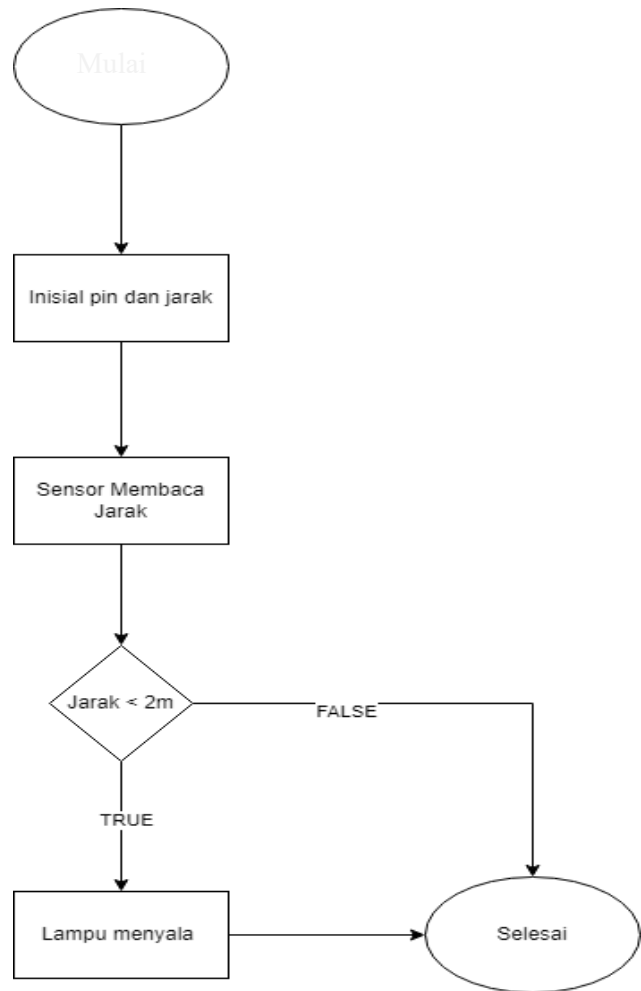 Mulai
Inisial pin dan jarak
Sensor Membaca
Jarak
Jarak < 2m
FALSE
TRUE
Lampu menyala
Selesai